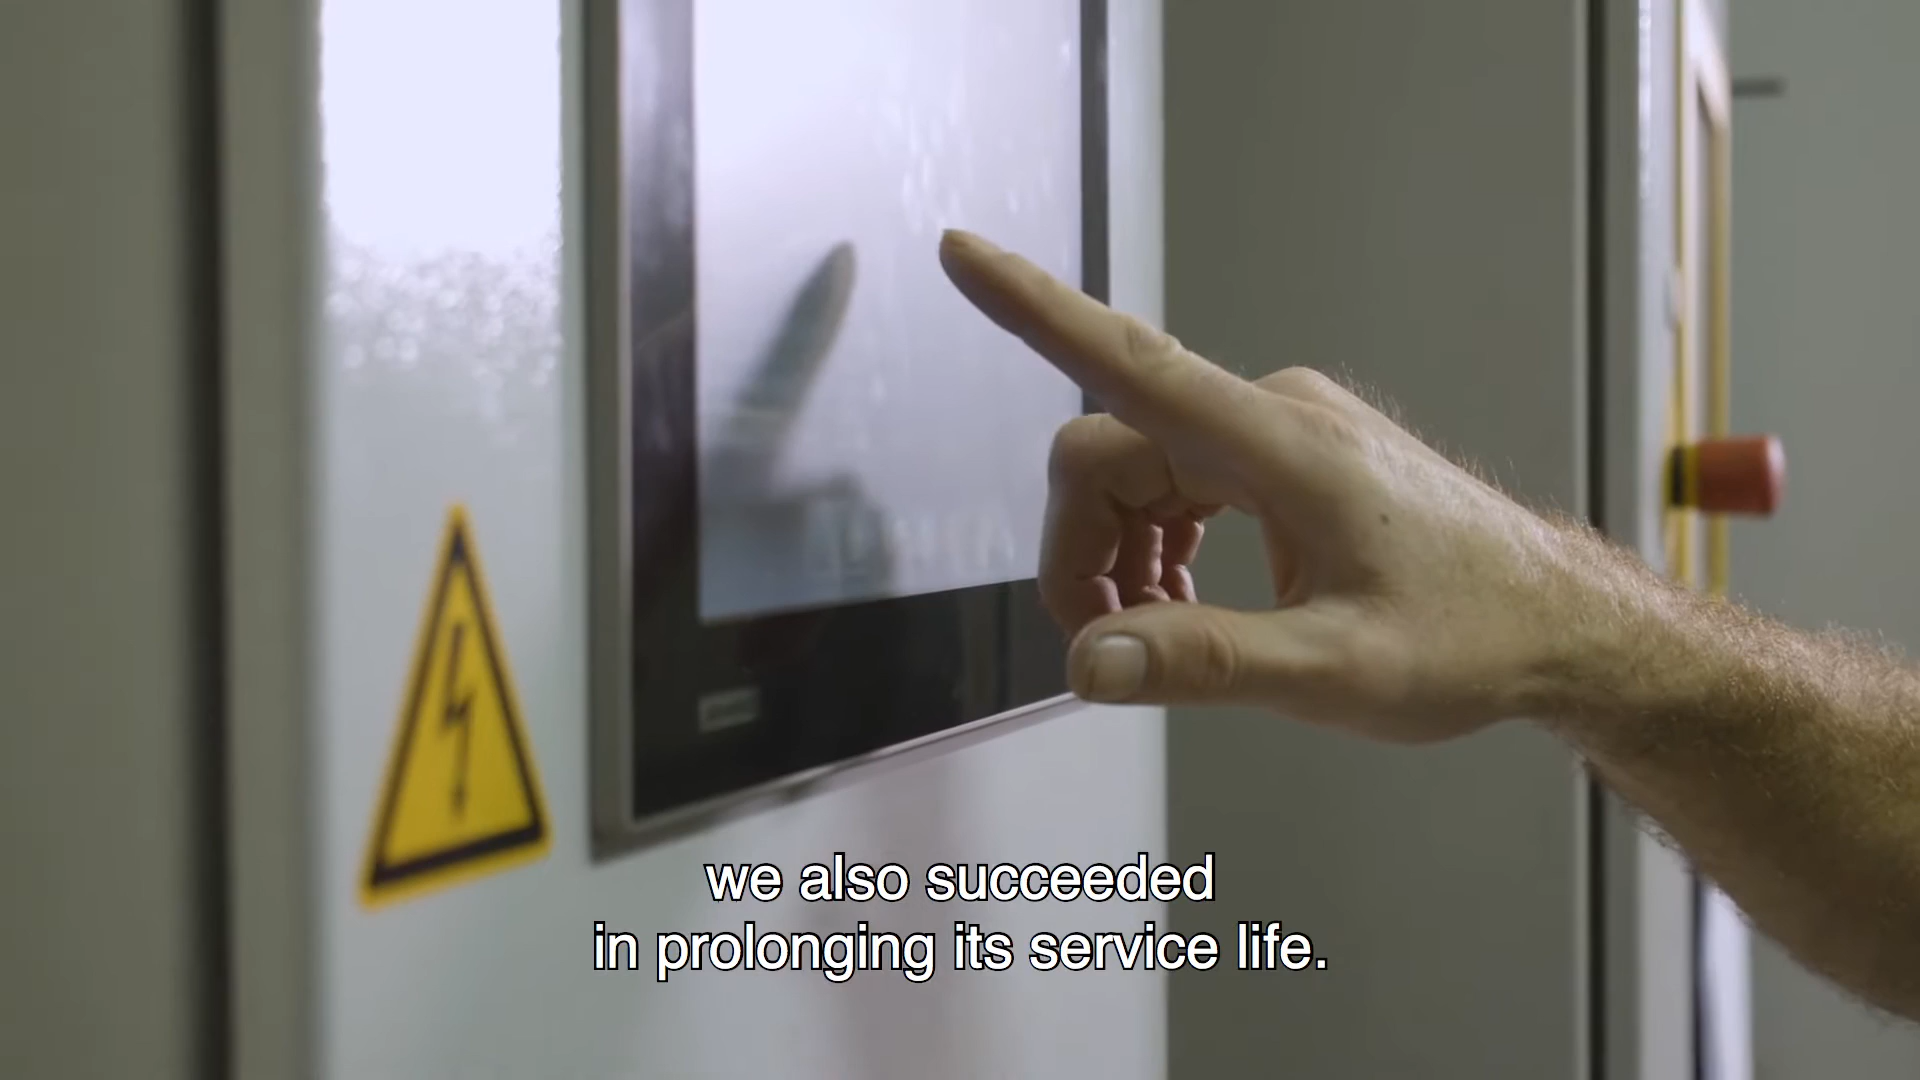 we also succeeded
in prolonging its service life.